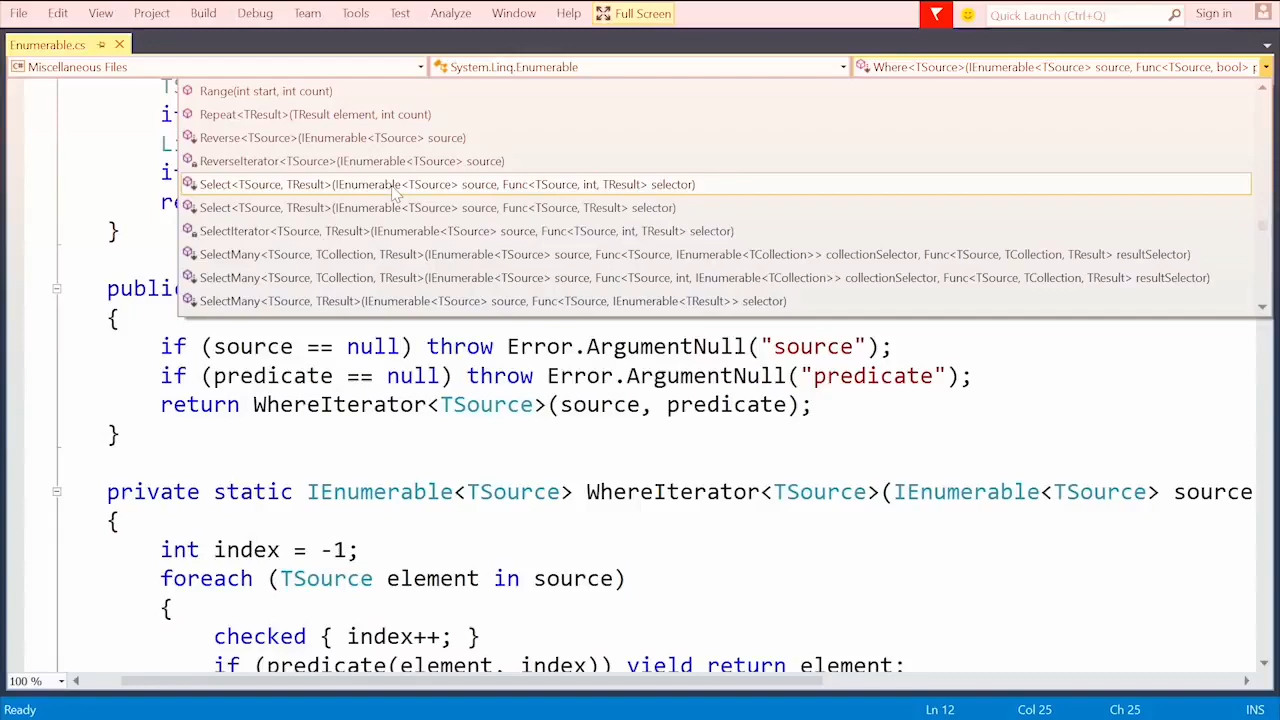 File Edit View Project Build Debug Team Tools Test Analyze Window Help Full Screen Quick Launch (Ctrl+Q) Sign in
Enumerable.cs
Miscellaneous Files System.Linq.Enumerable Where<TSource>(IEnumerable<TSource> source, Func<TSource, bool> p
Range(int start, int count)
Repeat<TResult>(TResult element, int count)
Reverse<TSource>(IEnumerable<TSource> source)
ReverseIterator<TSource>(IEnumerable<TSource> source)
Select<TSource, TResult>(IEnumerable<TSource> source, Func<TSource, int, TResult> selector)
Select<TSource, TResult>(IEnumerable<TSource> source, Func<TSource, TResult> selector)
SelectIterator<TSource, TResult>(IEnumerable<TSource> source, Func<TSource, int, TResult> selector)
SelectMany<TSource, TCollection, TResult>(IEnumerable<TSource> source, Func<TSource, IEnumerable<TCollection>> collectionSelector, Func<TSource, TCollection, TResult> resultSelector)
SelectMany<TSource, TCollection, TResult>(IEnumerable<TSource> source, Func<TSource, int, IEnumerable<TCollection>> collectionSelector, Func<TSource, TCollection, TResult> resultSelector)
SelectMany<TSource, TResult>(IEnumerable<TSource> source, Func<TSource, IEnumerable<TResult>> selector)
}
{
if (source == null) throw Error.ArgumentNull("source");
if (predicate == null) throw Error.ArgumentNull("predicate");
return WhereIterator<TSource>(source, predicate);
}
private static IEnumerable<TSource> WhereIterator<TSource>(IEnumerable<TSource> source
{
int index = -1;
foreach (TSource element in source)
{
checked { index++; }
if (predicate(element, index)) yield return element;
100 %
Ready Ln 12 Col 25 Ch 25 INS